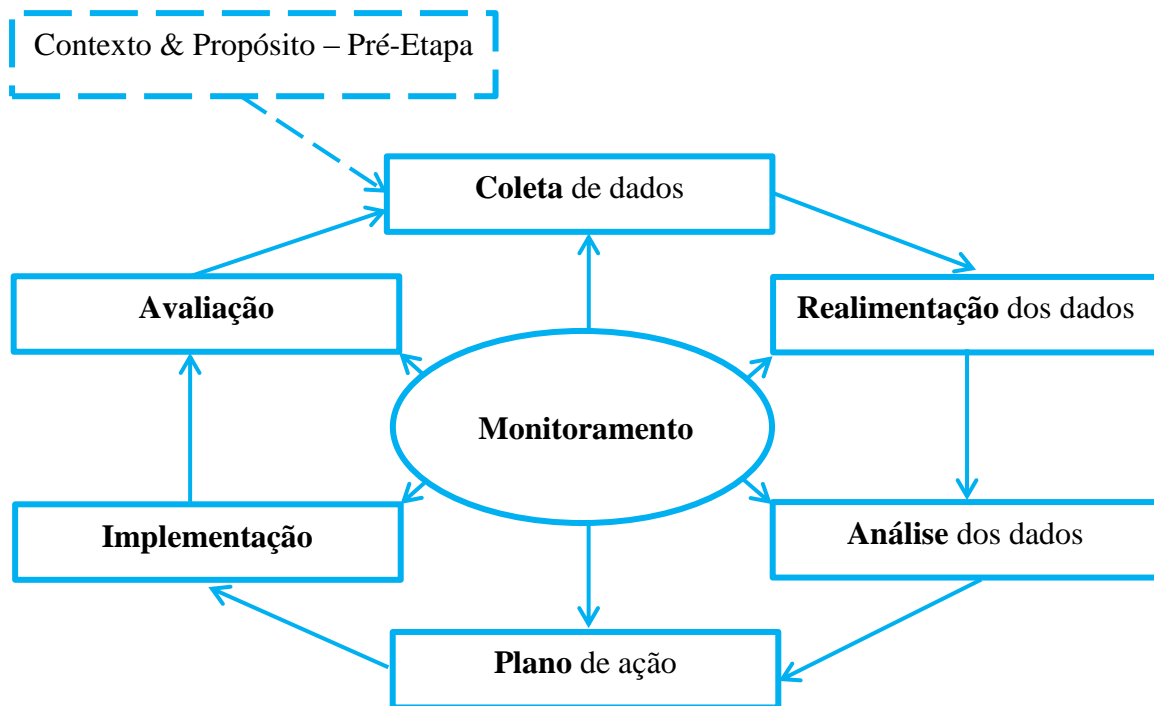 Contexto & Propósito – Pré-Etapa
Coleta de dados
Avaliação
Realimentação dos dados
Monitoramento
Implementação
Análise dos dados
Plano de ação